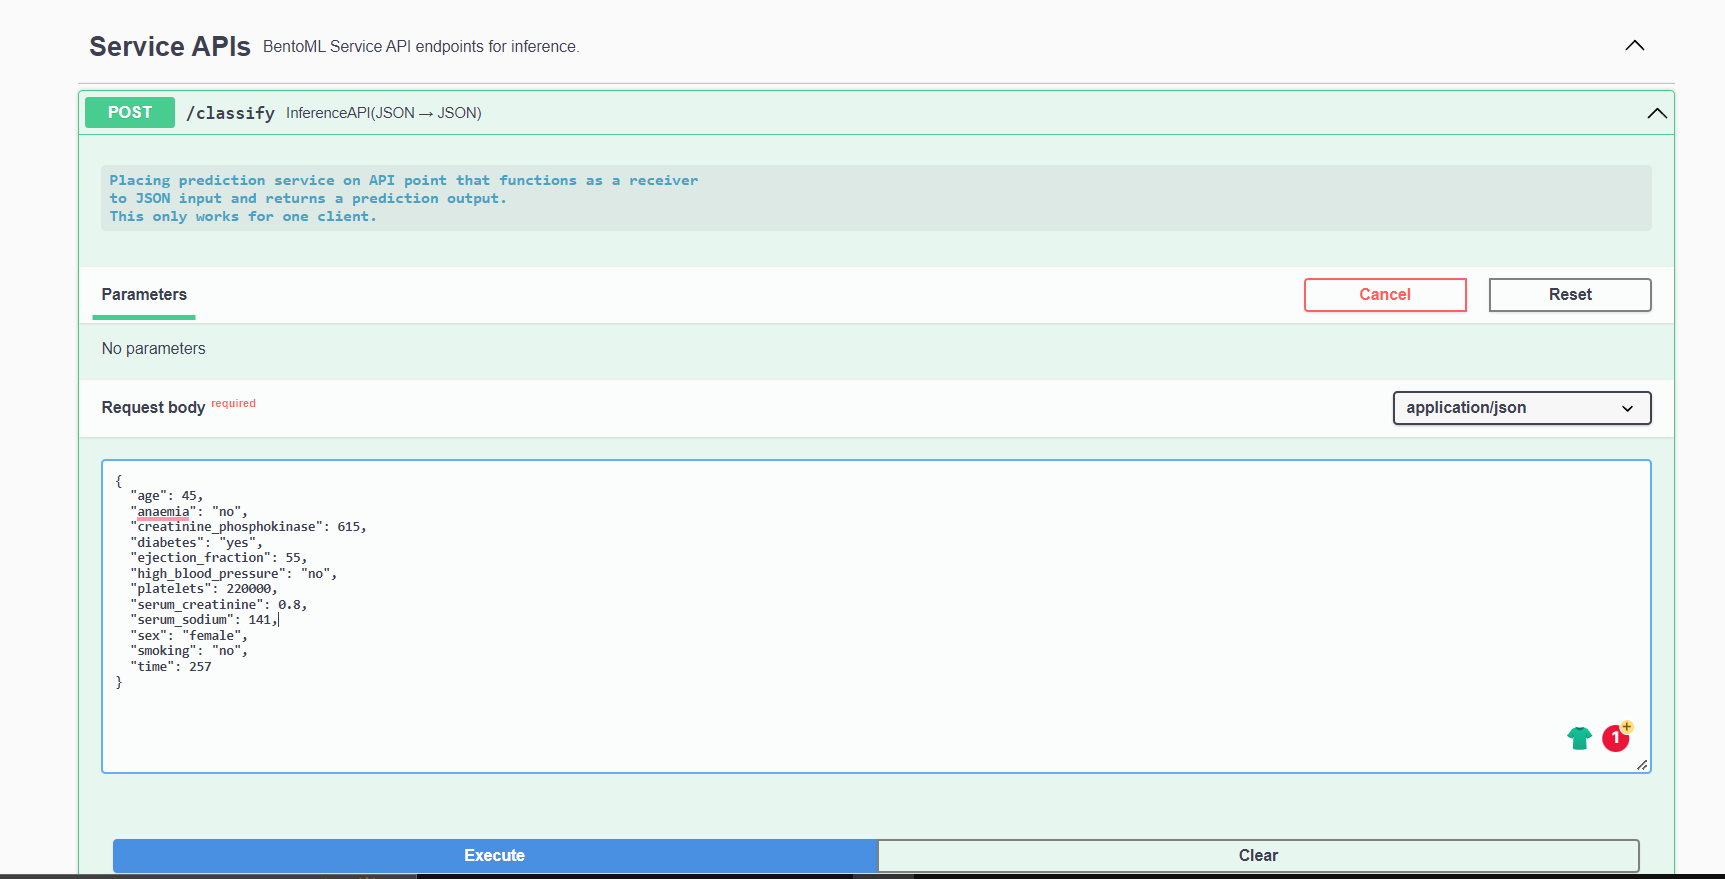 Service APIs BentoML Service API endpoints for inference.
POST /classify InferenceAPI(JSON → JSON)
Placing prediction service on API point that functions as a receiver
to JSON input and returns a prediction output.
This only works for one client.
Parameters
Cancel
Reset
No parameters
Request body required
application/json
{
  "age": 45,
  "anaemia": "no",
  "creatinine_phosphokinase": 615,
  "diabetes": "yes",
  "ejection_fraction": 55,
  "high_blood_pressure": "no",
  "platelets": 220000,
  "serum_creatinine": 0.8,
  "serum_sodium": 141,
  "sex": "female",
  "smoking": "no",
  "time": 257
}
1+
Execute
Clear